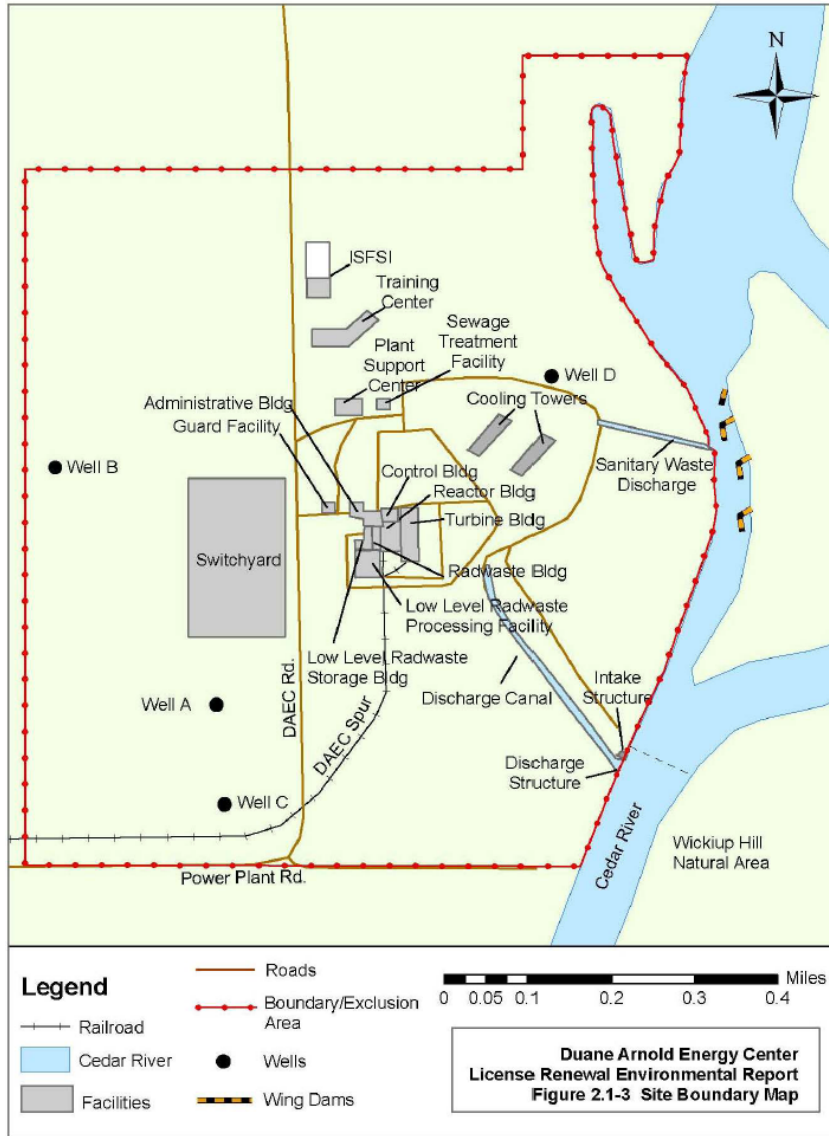 N
ISFSI
Training
Center
Sewage
Treatment
Facility
Plant
Support
Center
Well D
Administrative Bldg
Guard Facility
Cooling Towers
Well B
Control Bldg
Reactor Bldg
Turbine Bldg
Sanitary Waste
Discharge
Switchyard
Radwaste Bldg
Low Level Radwaste
Processing Facility
Low Level Radwaste
Storage Bldg
Discharge Canal
Intake
Structure
Well A
DAEC Rd.
DAEC Spur
Discharge
Structure
Well C
Cedar River
Wickiup Hill
Natural Area
Power Plant Rd.
Legend
Railroad
Cedar River
Facilities
Roads
Boundary/Exclusion
Area
Wells
Wing Dams
Miles
0 0.05 0.1 0.2 0.3 0.4
Duane Arnold Energy Center
License Renewal Environmental Report
Figure 2.1-3 Site Boundary Map